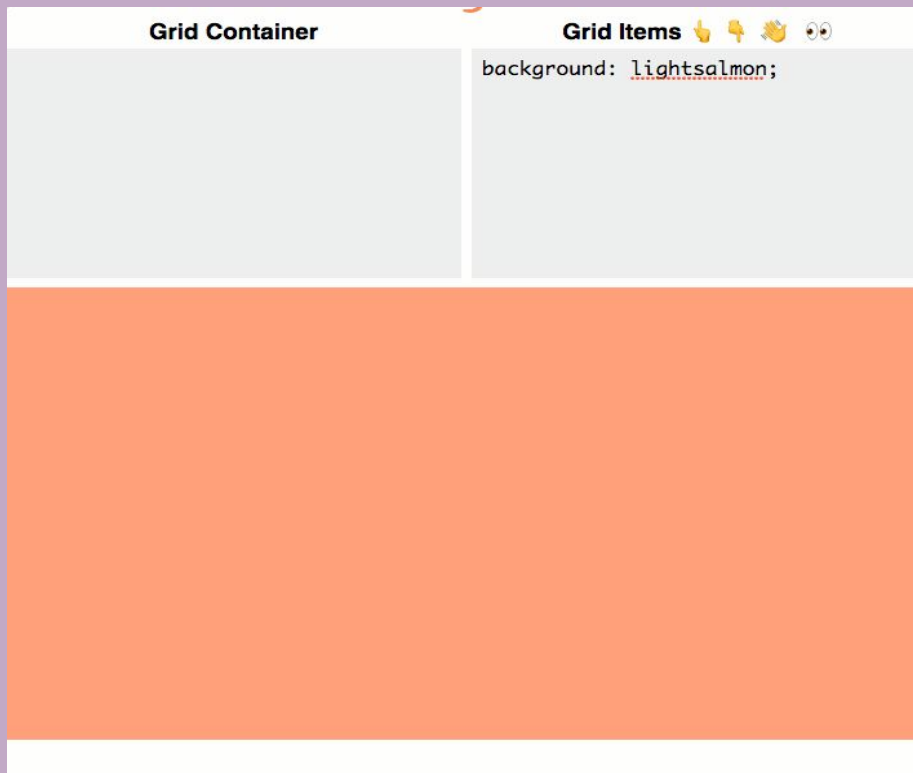 Grid Container
Grid Items 👆 👇 👋 👀
background: lightsalmon;